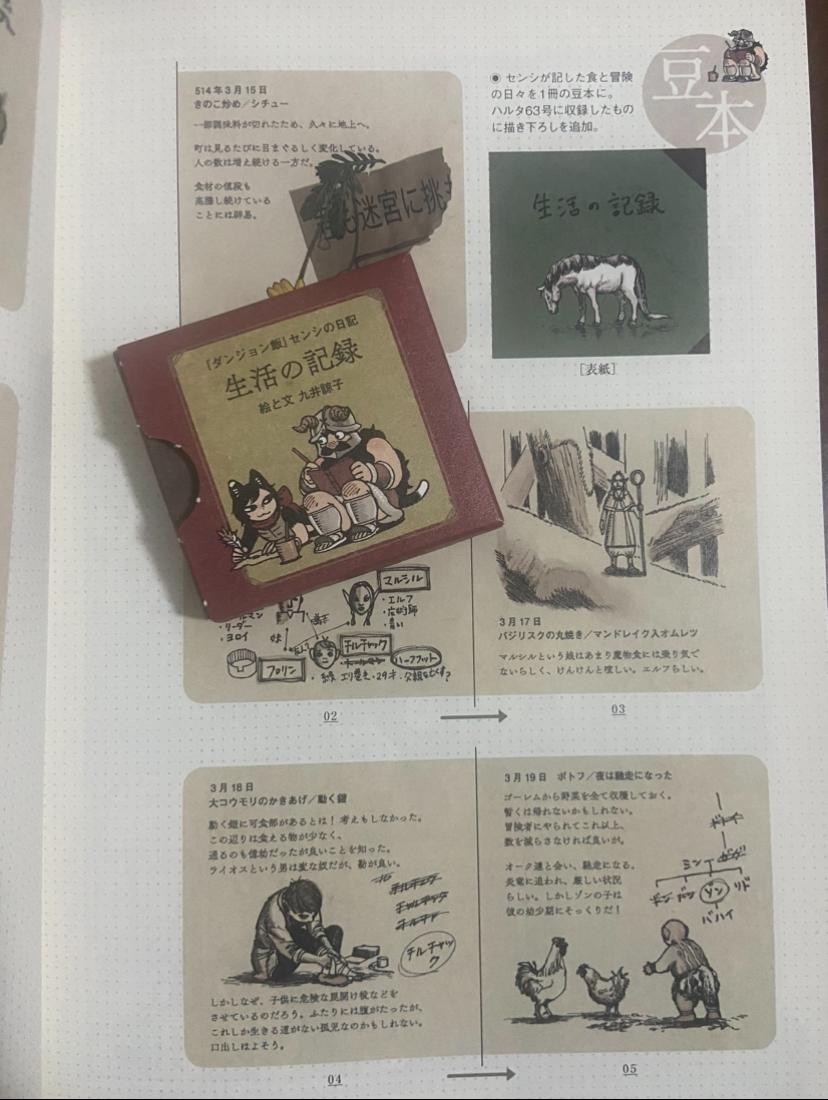 514年3月15日
きのこ炒め／シチュー
一部調味料が切れたため、久々に地上へ。
町は見るたびに目まぐるしく変化している。
人の数は増え続ける一方だ。
食材の値段も
高騰し続けている
ことには辟易。
迷宮に挑
◉ センシが記した食と冒険
の日々を1冊の豆本に。
ハルタ63号に収録したもの
に描き下ろしを追加。
豆本
生活の記録
［表紙］
『ダンジョン飯』センシの日記
生活の記録
絵と文 九井諒子
マルシル
・エルフ
・リーダー
・ヨロイ
チルチャック
ハーフフット
ファリン
02
3月17日
バジリスクの丸焼き／マンドレイク入オムレツ
マルシルという娘はあまり魔物食には乗り気で
ないらしく、けんけんと喧しい。エルフらしい。
03
3月18日
大コウモリのかきあげ／動く鎧
動く鎧に可食部があるとは！ 考えもしなかった。
この辺りは食える物が少なく、
通るのも億劫だったが良いことを知った。
ライオスという男は変な奴だが、勘が良い。
チルチャッ
ク
しかしなぜ、子供に危険な罠開け役などを
させているのだろう。ふたりには腹がたったが、
これしか生きる道がない孤児なのかもしれない。
口出しはよそう。
04
3月19日 ポトフ／夜は馳走になった
ゴーレムから野菜を全て収穫しておく。
暫くは帰れないかもしれない。
冒険者にやられてこれ以上、
数を減らさなければ良いが。
オーク達と会い、馳走になる。
炎竜に追われ、厳しい状況
らしい。しかしゾンの子は
彼の幼少期にそっくりだ！
ゾン
リド
バハイ
05